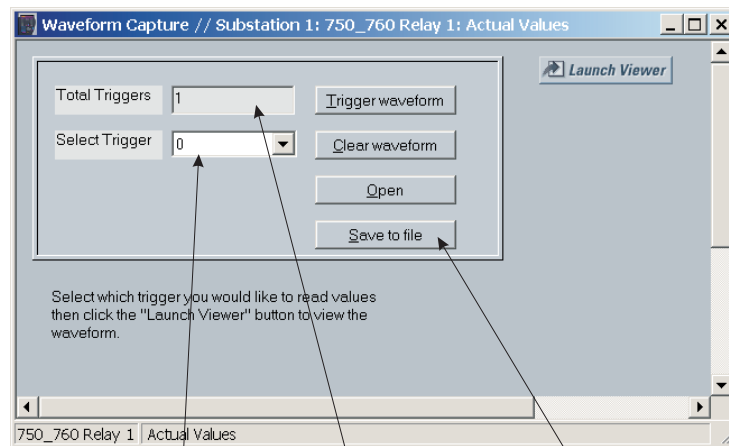 Waveform Capture // Substation 1: 750_760 Relay 1: Actual Values
Launch Viewer
Total Triggers 1 Trigger waveform
Select Trigger 0 Clear waveform
Open
Save to file
Select which trigger you would like to read values
then click the "Launch Viewer" button to view the
waveform.
750_760 Relay 1 Actual Values